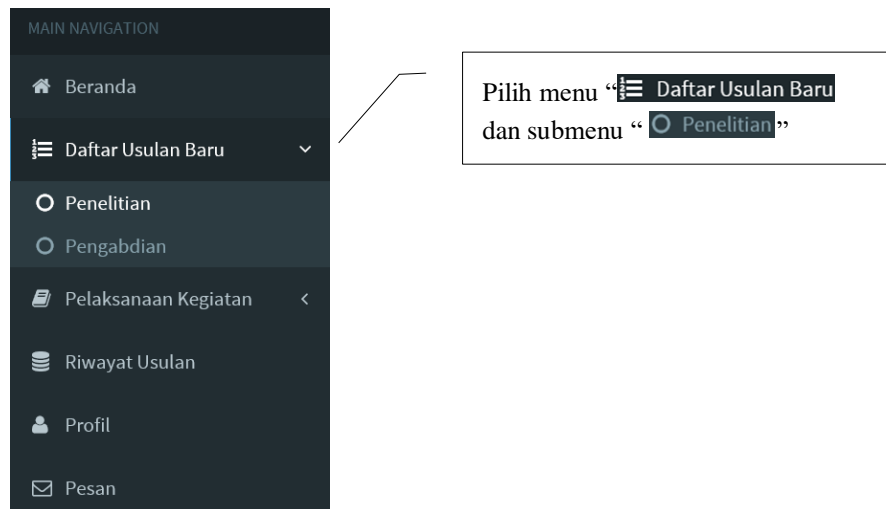 MAIN NAVIGATION
Beranda
Daftar Usulan Baru
Penelitian
Pengabdian
Pelaksanaan Kegiatan
Riwayat Usulan
Profil
Pesan
Pilih menu “ Daftar Usulan Baru
dan submenu “ Penelitian”